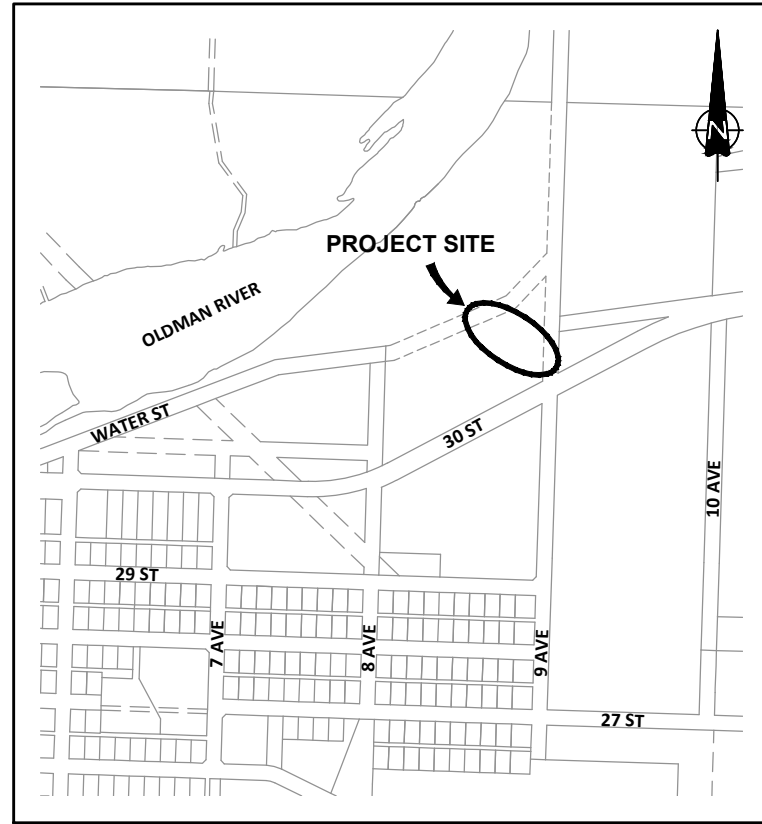 N
PROJECT SITE
OLDMAN RIVER
WATER ST
30 ST
10 AVE
29 ST
7 AVE
8 AVE
9 AVE
27 ST